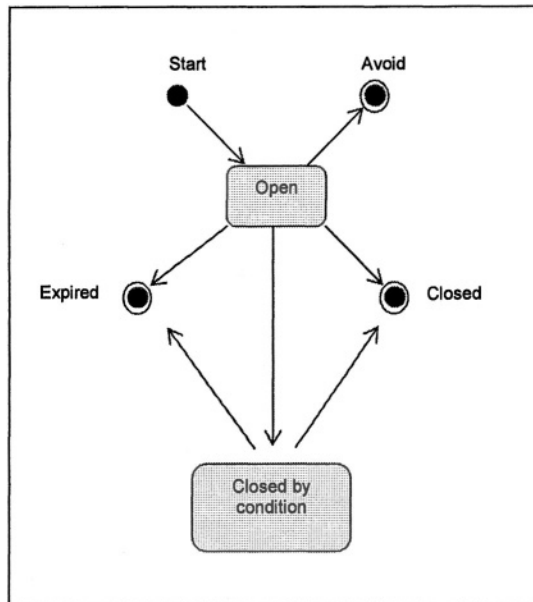 Start
Avoid
Open
Expired
Closed
Closed by
condition